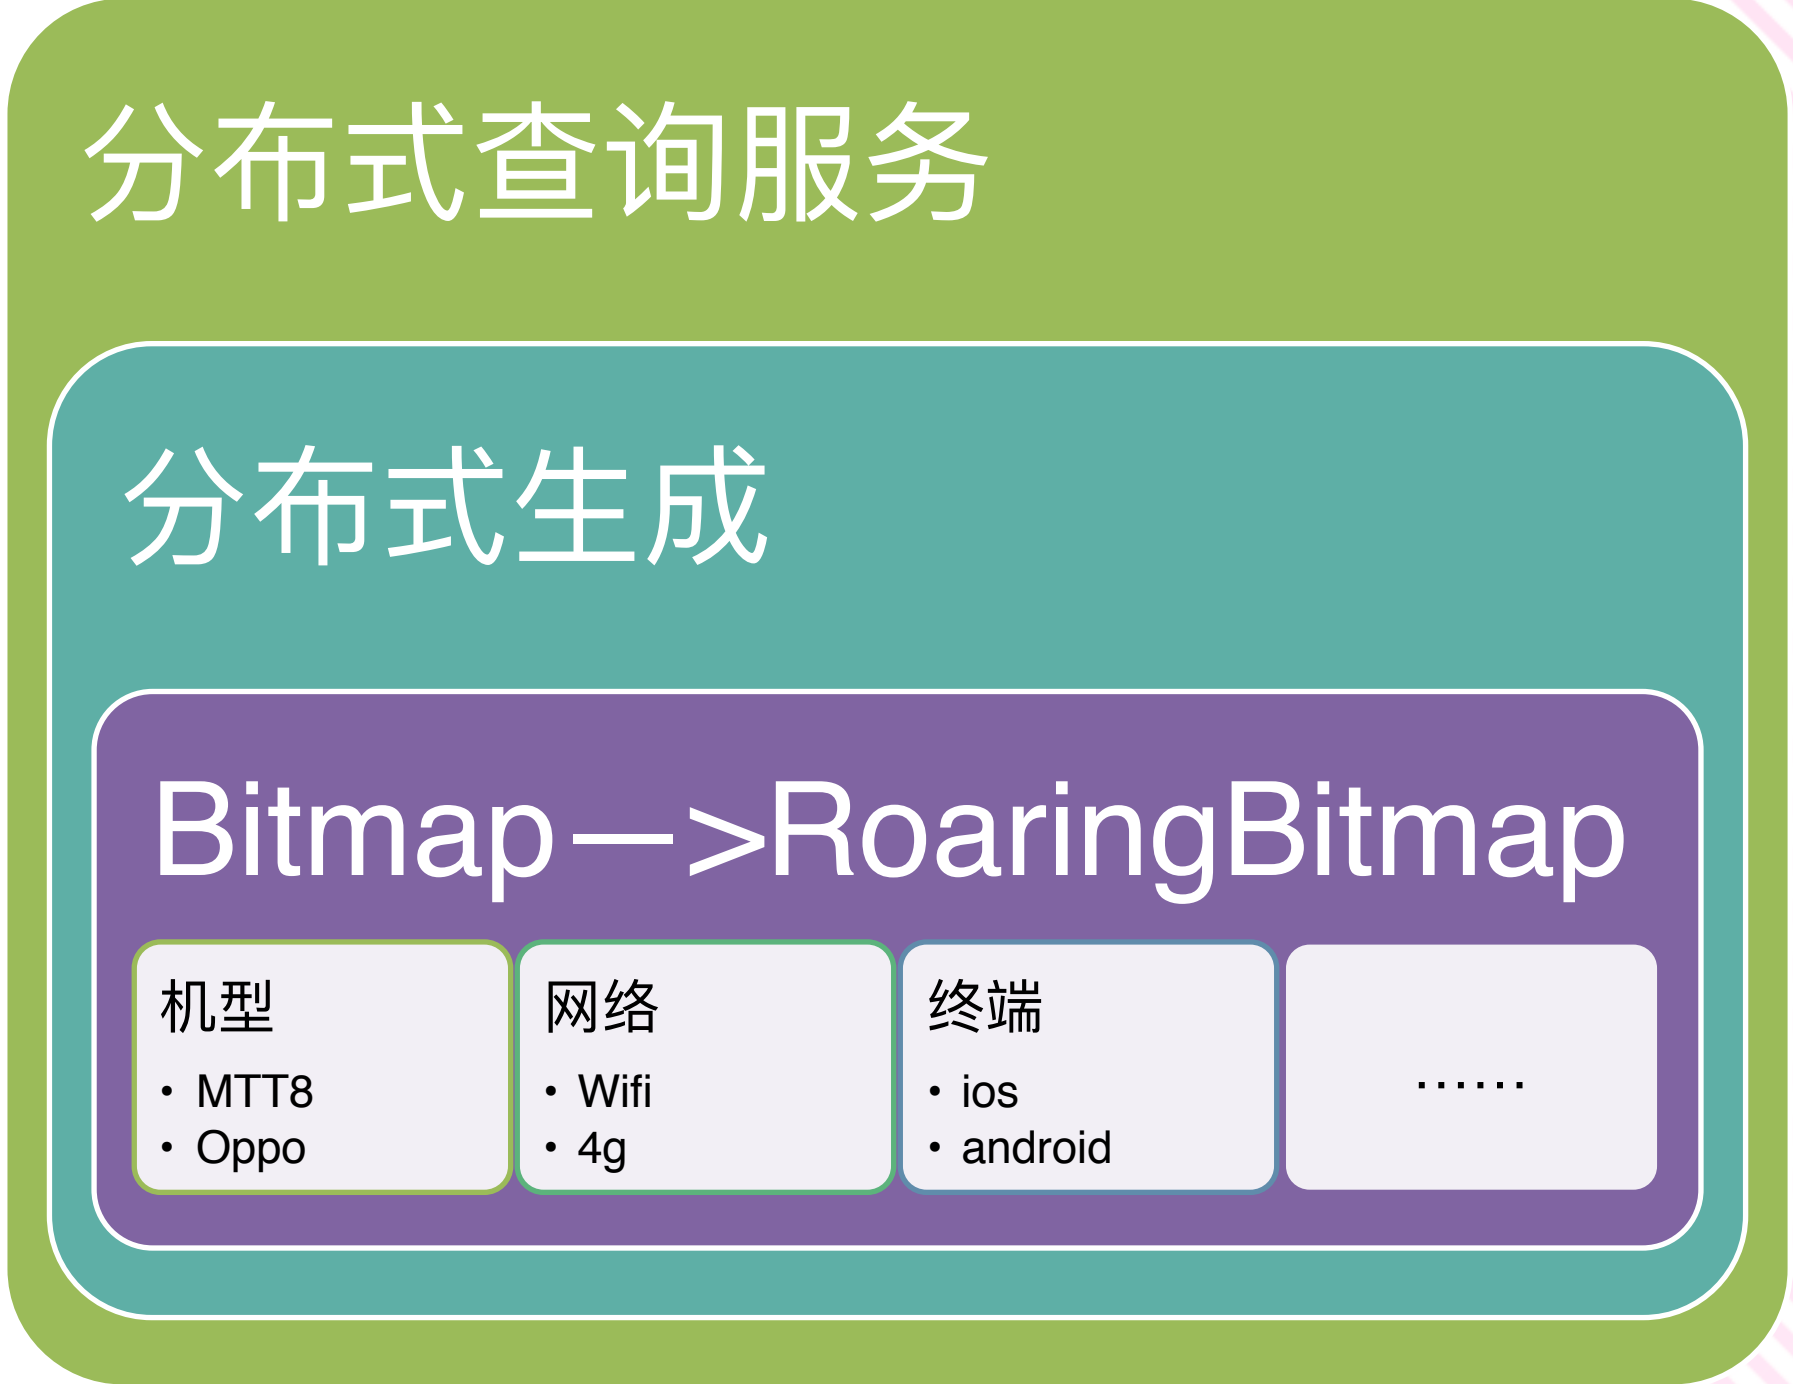 分布式查询服务
分布式生成
Bitmap—>RoaringBitmap
机型
• MTT8
• Oppo
网络
• Wifi
• 4g
终端
• ios
• android
……